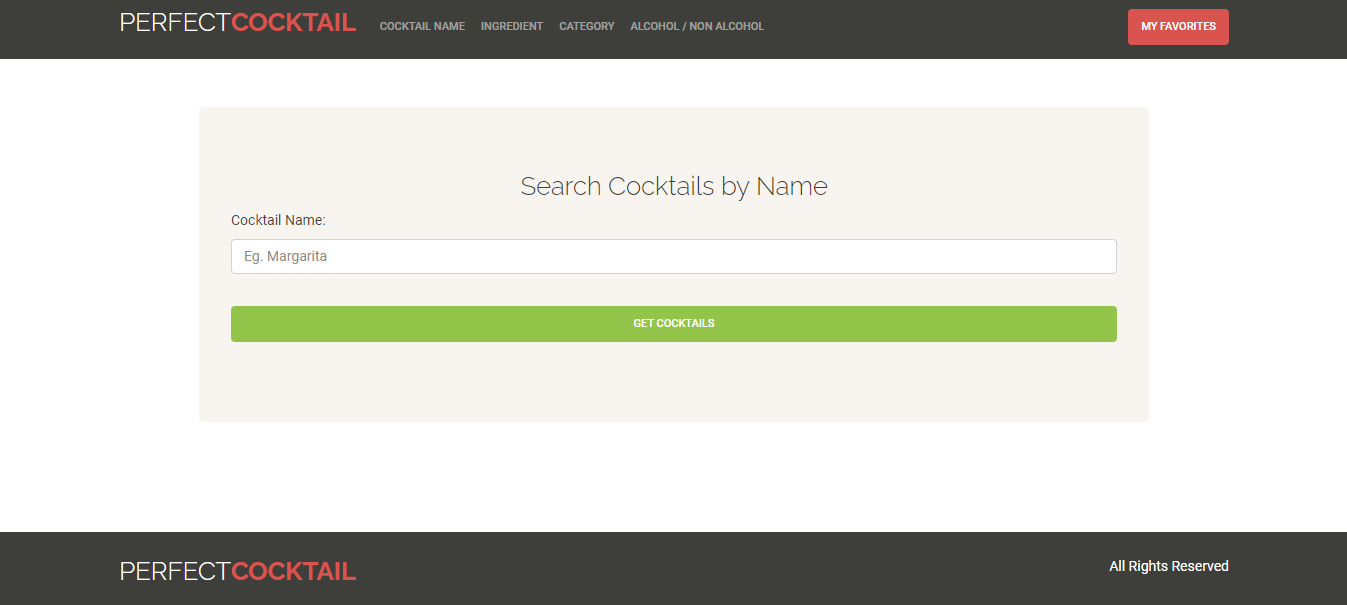 PERFECTCOCKTAIL COCKTAIL NAME INGREDIENT CATEGORY ALCOHOL / NON ALCOHOL MY FAVORITES
Search Cocktails by Name
Cocktail Name:
Eg. Margarita
GET COCKTAILS
PERFECTCOCKTAIL All Rights Reserved